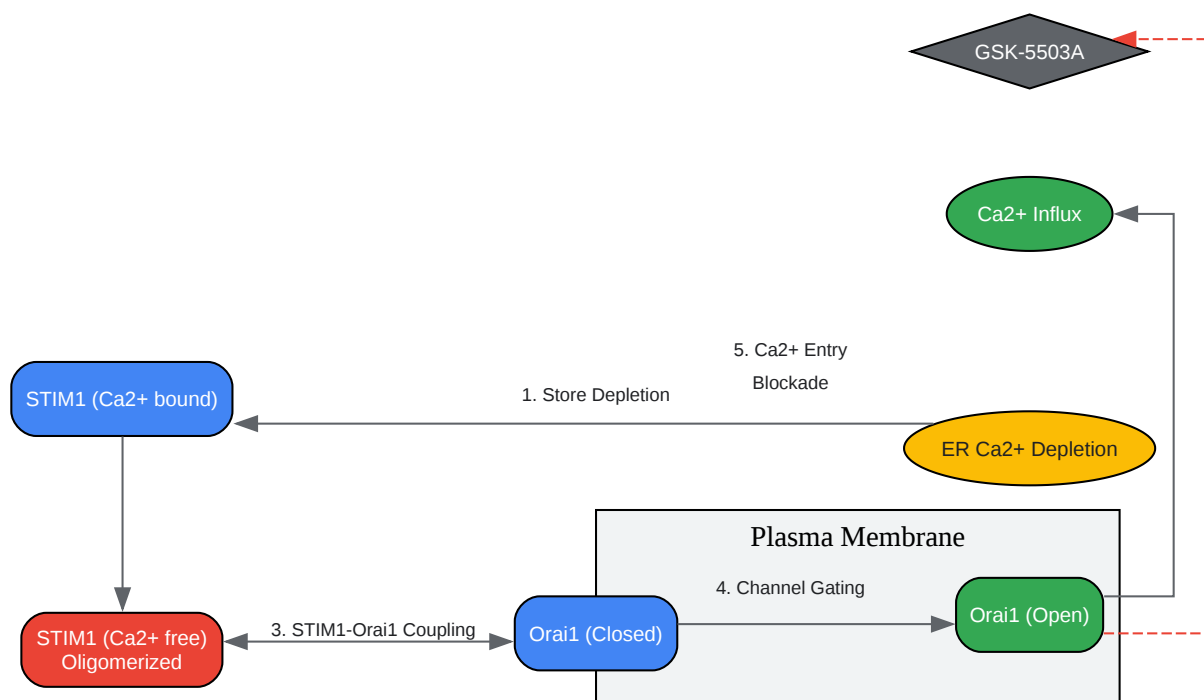 GSK-5503A
Ca2+ Influx
5. Ca2+ Entry
Blockade
1. Store Depletion
STIM1 (Ca2+ bound)
ER Ca2+ Depletion
Plasma Membrane
4. Channel Gating
Orai1 (Open)
3. STIM1-Orai1 Coupling
Orai1 (Closed)
STIM1 (Ca2+ free)
Oligomerized